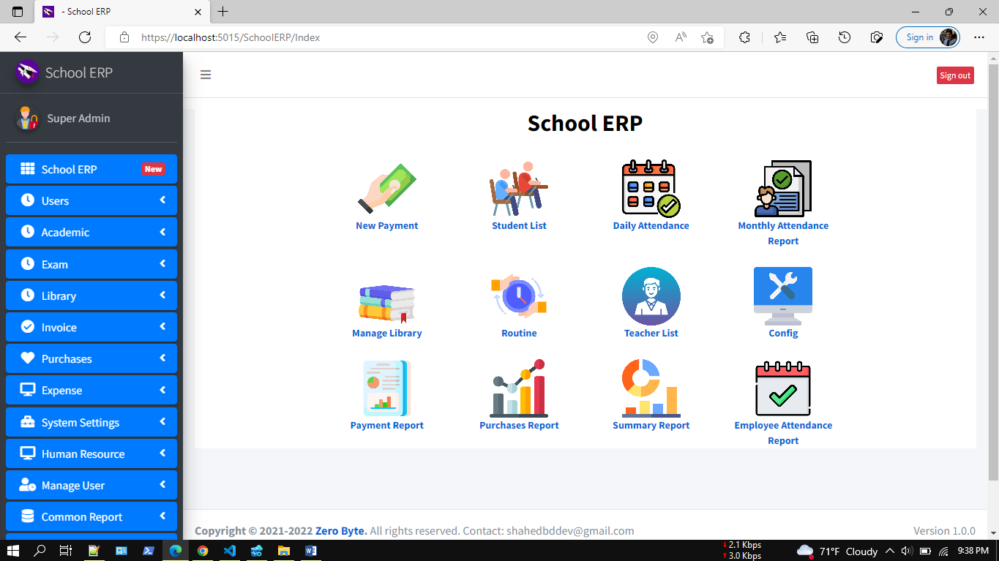 - School ERP
https://localhost:5015/SchoolERP/Index
Sign in
School ERP
Sign out
Super Admin
School ERP
New
Users
Academic
Exam
Library
Invoice
Purchases
Expense
System Settings
Human Resource
Manage User
Common Report
School ERP
New Payment
Student List
Daily Attendance
Monthly Attendance
Report
Manage Library
Routine
Teacher List
Config
Payment Report
Purchases Report
Summary Report
Employee Attendance
Report
Copyright © 2021-2022 Zero Byte. All rights reserved. Contact: shahedbddev@gmail.com
Version 1.0.0
2.1 Kbps
3.0 Kbps
71°F Cloudy
9:38 PM